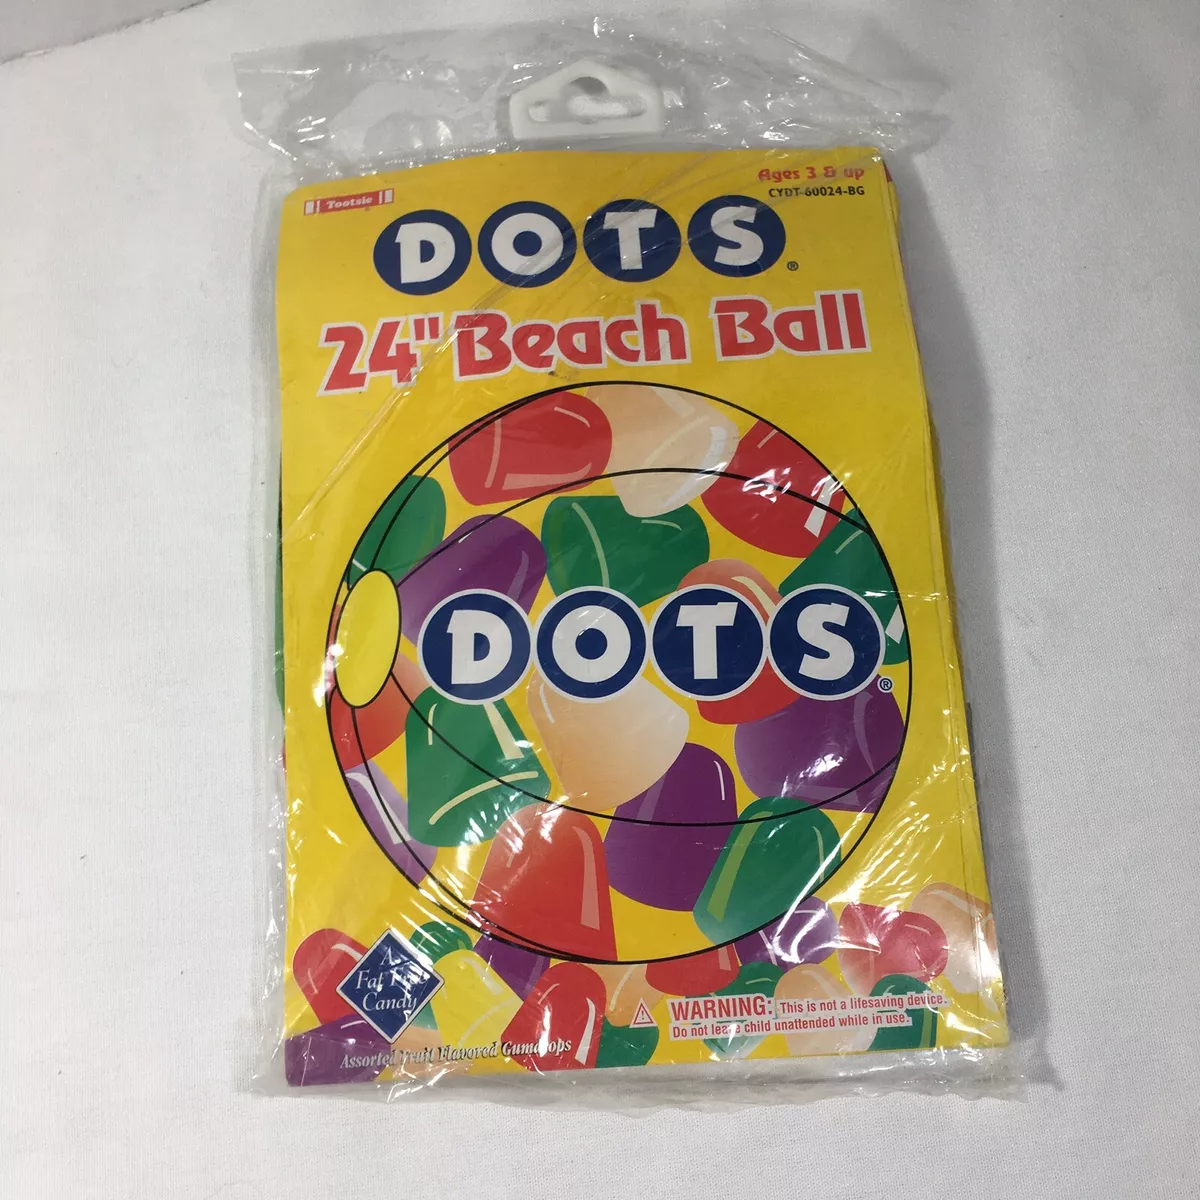 Tootsie
Ages 3 & up
CYDT-60024-BG
DOTS®
24" Beach Ball
DOTS®
A
Fat Free
Candy
WARNING: This is not a lifesaving device.
Do not leave child unattended while in use.
Assorted Fruit Flavored Gumdrops